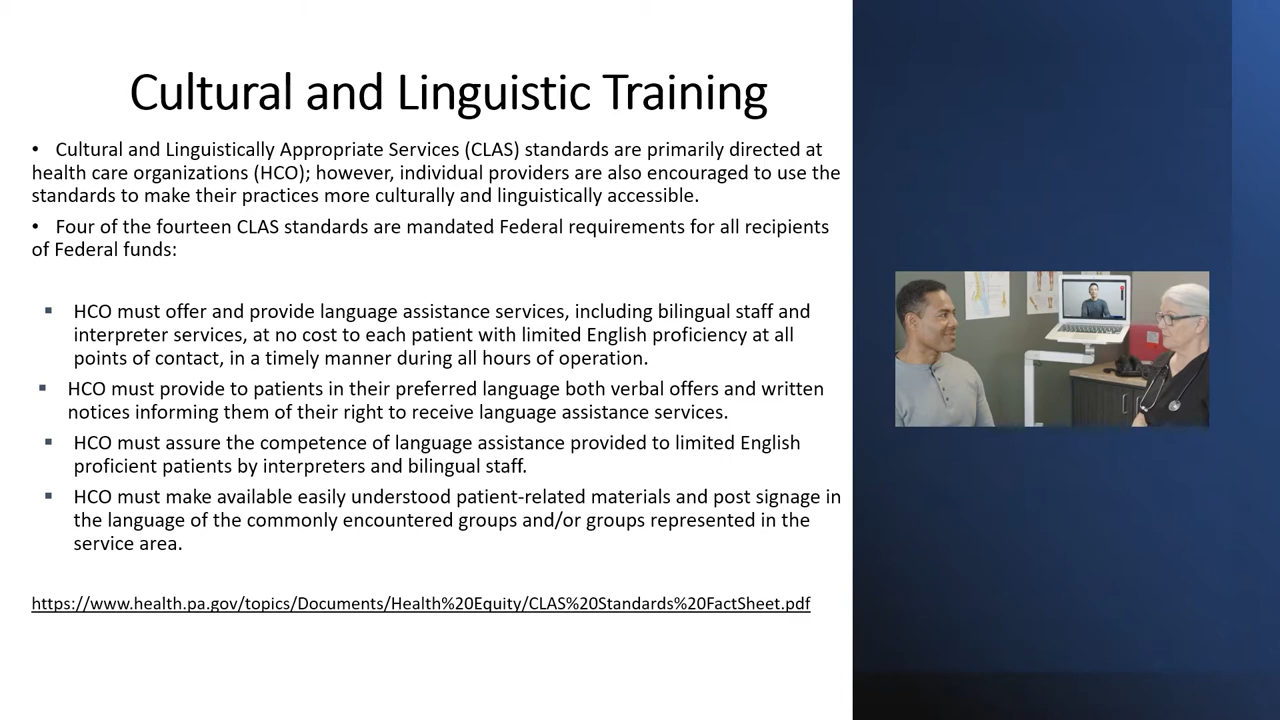 Cultural and Linguistic Training
• Cultural and Linguistically Appropriate Services (CLAS) standards are primarily directed at
health care organizations (HCO); however, individual providers are also encouraged to use the
standards to make their practices more culturally and linguistically accessible.
• Four of the fourteen CLAS standards are mandated Federal requirements for all recipients
of Federal funds:
▪ HCO must offer and provide language assistance services, including bilingual staff and
interpreter services, at no cost to each patient with limited English proficiency at all
points of contact, in a timely manner during all hours of operation.
▪ HCO must provide to patients in their preferred language both verbal offers and written
notices informing them of their right to receive language assistance services.
▪ HCO must assure the competence of language assistance provided to limited English
proficient patients by interpreters and bilingual staff.
▪ HCO must make available easily understood patient-related materials and post signage in
the language of the commonly encountered groups and/or groups represented in the
service area.
https://www.health.pa.gov/topics/Documents/Health%20Equity/CLAS%20Standards%20FactSheet.pdf